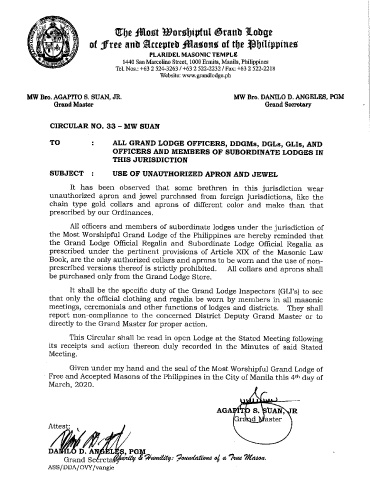 The Most Worshipful Grand Lodge
of Free and Accepted Masons of the Philippines
PLARIDEL MASONIC TEMPLE
1440 San Marcelino Street, 1000 Ermita, Manila, Philippines
Tel. Nos.: +63 2 524-3263 / +63 2 522-2232 / Fax: +63 2 522-2218
Website: www.grandlodge.ph
MW Bro. AGAPITO S. SUAN, JR.
Grand Master
MW Bro. DANILO D. ANGELES, PGM
Grand Secretary
CIRCULAR NO. 33 – MW SUAN
TO : ALL GRAND LODGE OFFICERS, DDGMs, DGLs, GLIs, AND
OFFICERS AND MEMBERS OF SUBORDINATE LODGES IN
THIS JURISDICTION
SUBJECT : USE OF UNAUTHORIZED APRON AND JEWEL
It has been observed that some brethren in this jurisdiction wear
unauthorized apron and jewel purchased from foreign jurisdictions, like the
chain type gold collars and aprons of different color and make than that
prescribed by our Ordinances.
All officers and members of subordinate lodges under the jurisdiction of
the Most Worshipful Grand Lodge of the Philippines are hereby reminded that
the Grand Lodge Official Regalia and Subordinate Lodge Official Regalia as
prescribed under the pertinent provisions of Article XIX of the Masonic Law
Book, are the only authorized collars and aprons to be worn and the use of non-
prescribed versions thereof is strictly prohibited. All collars and aprons shall
be purchased only from the Grand Lodge Store.
It shall be the specific duty of the Grand Lodge Inspectors (GLI's) to see
that only the official clothing and regalia be worn by members in all masonic
meetings, ceremonials and other functions of lodges and districts. They shall
report non-compliance to the concerned District Deputy Grand Master or to
directly to the Grand Master for proper action.
This Circular shall be read in open Lodge at the Stated Meeting following
its receipts and action thereon duly recorded in the Minutes of said Stated
Meeting.
Given under my hand and the seal of the Most Worshipful Grand Lodge of
Free and Accepted Masons of the Philippines in the City of Manila this 4th day of
March, 2020.
AGAPITO S. SUAN, JR
Grand Master
Attest:
DANILO D. ANGELES, PGM
Grand Secretary
Charity & Humility: Foundations of a True Mason.
ASS/DDA/OVY/vangie